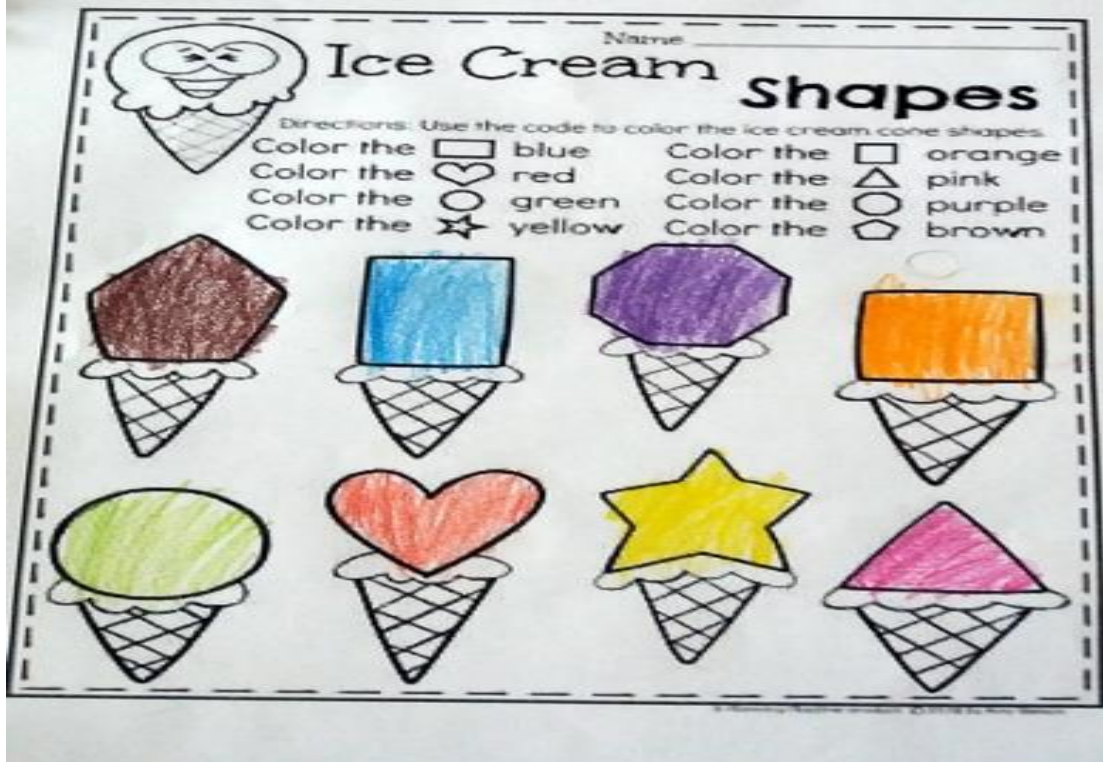 Name
Ice Cream
Shapes
Directions: Use the code to color the ice cream cone shapes.
Color the blue
Color the red
Color the green
Color the yellow
Color the orange
Color the pink
Color the purple
Color the brown